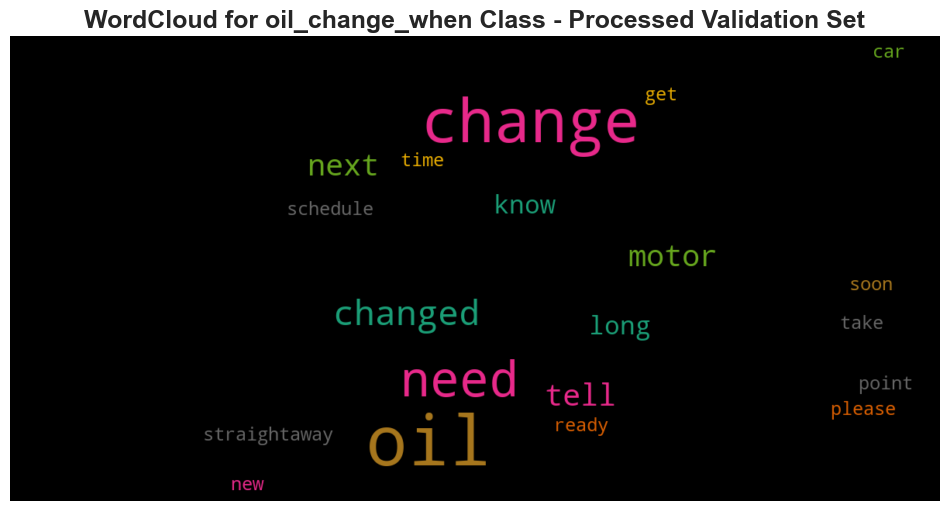 WordCloud for oil_change_when Class - Processed Validation Set
car
get
change
time
next
know
schedule
motor
soon
changed
take
long
need
point
tell
please
ready
straightaway
oil
new